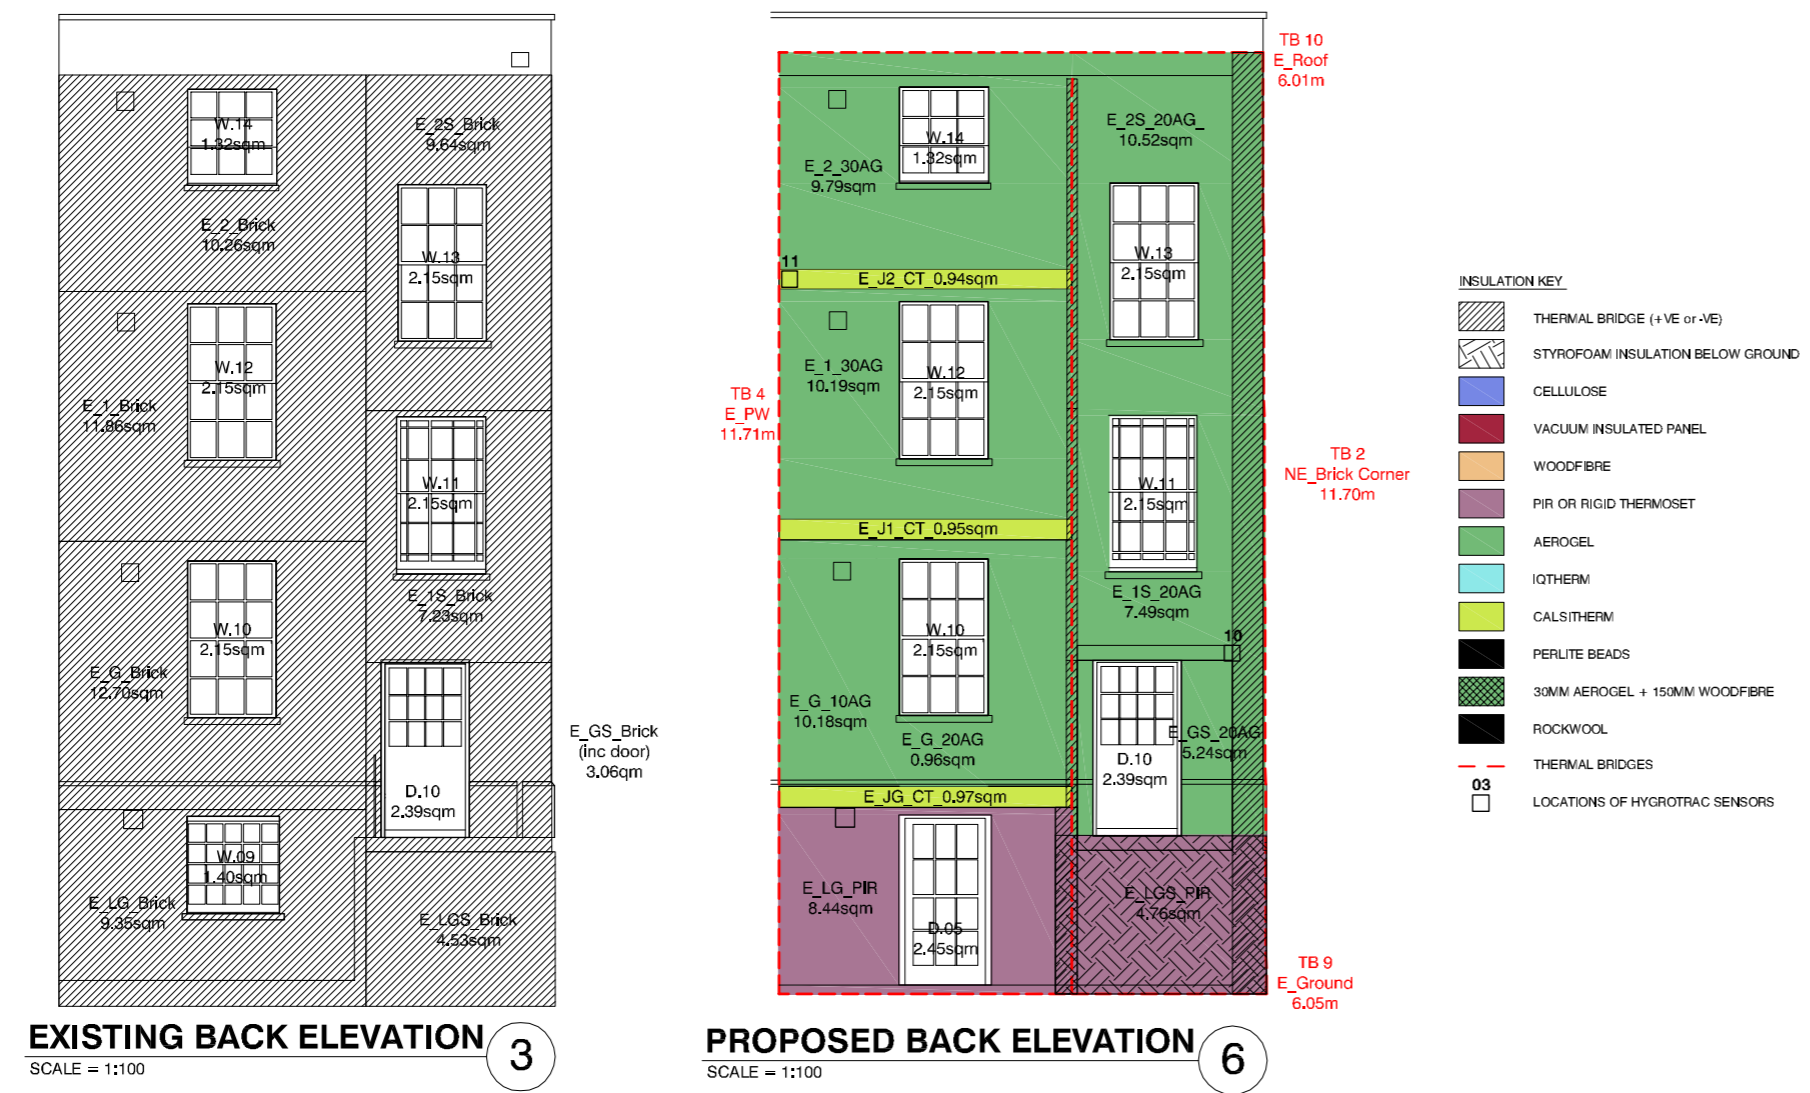 W.14
1.32sqm
E_2S_Brick
9.64sqm
E_2_Brick
10.26sqm
W.13
2.15sqm
W.12
2.15sqm
E_1_Brick
11.86sqm
W.11
2.15sqm
E_1S_Brick
7.23sqm
W.10
2.15sqm
E_G_Brick
12.70sqm
E_GS_Brick
(inc door)
3.06qm
D.10
2.39sqm
W.09
1.40sqm
E_LG_Brick
9.35sqm
E_LGS_Brick
4.53sqm
EXISTING BACK ELEVATION
3
SCALE = 1:100
TB 10
E_Roof
6.01m
E_2S_20AG_
10.52sqm
W.14
1.32sqm
E_2_30AG
9.79sqm
W.13
2.15sqm
11
E_J2_CT_0.94sqm
E_1_30AG
10.19sqm
W.12
2.15sqm
TB 4
E_PW
11.71m
TB 2
NE_Brick Corner
11.70m
W.11
2.15sqm
E_J1_CT_0.95sqm
E_1S_20AG
7.49sqm
10
W.10
2.15sqm
E_G_10AG
10.18sqm
E_G_20AG
0.96sqm
E_GS_20AG
5.24sqm
D.10
2.39sqm
E_JG_CT_0.97sqm
E_LG_PIR
8.44sqm
E_LGS_PIR
4.76sqm
D.05
2.45sqm
TB 9
E_Ground
6.05m
PROPOSED BACK ELEVATION
6
SCALE = 1:100
INSULATION KEY
THERMAL BRIDGE (+VE or -VE)
STYROFOAM INSULATION BELOW GROUND
CELLULOSE
VACUUM INSULATED PANEL
WOODFIBRE
PIR OR RIGID THERMOSET
AEROGEL
IQTHERM
CALSITHERM
PERLITE BEADS
30MM AEROGEL + 150MM WOODFIBRE
ROCKWOOL
THERMAL BRIDGES
03
LOCATIONS OF HYGROTRAC SENSORS